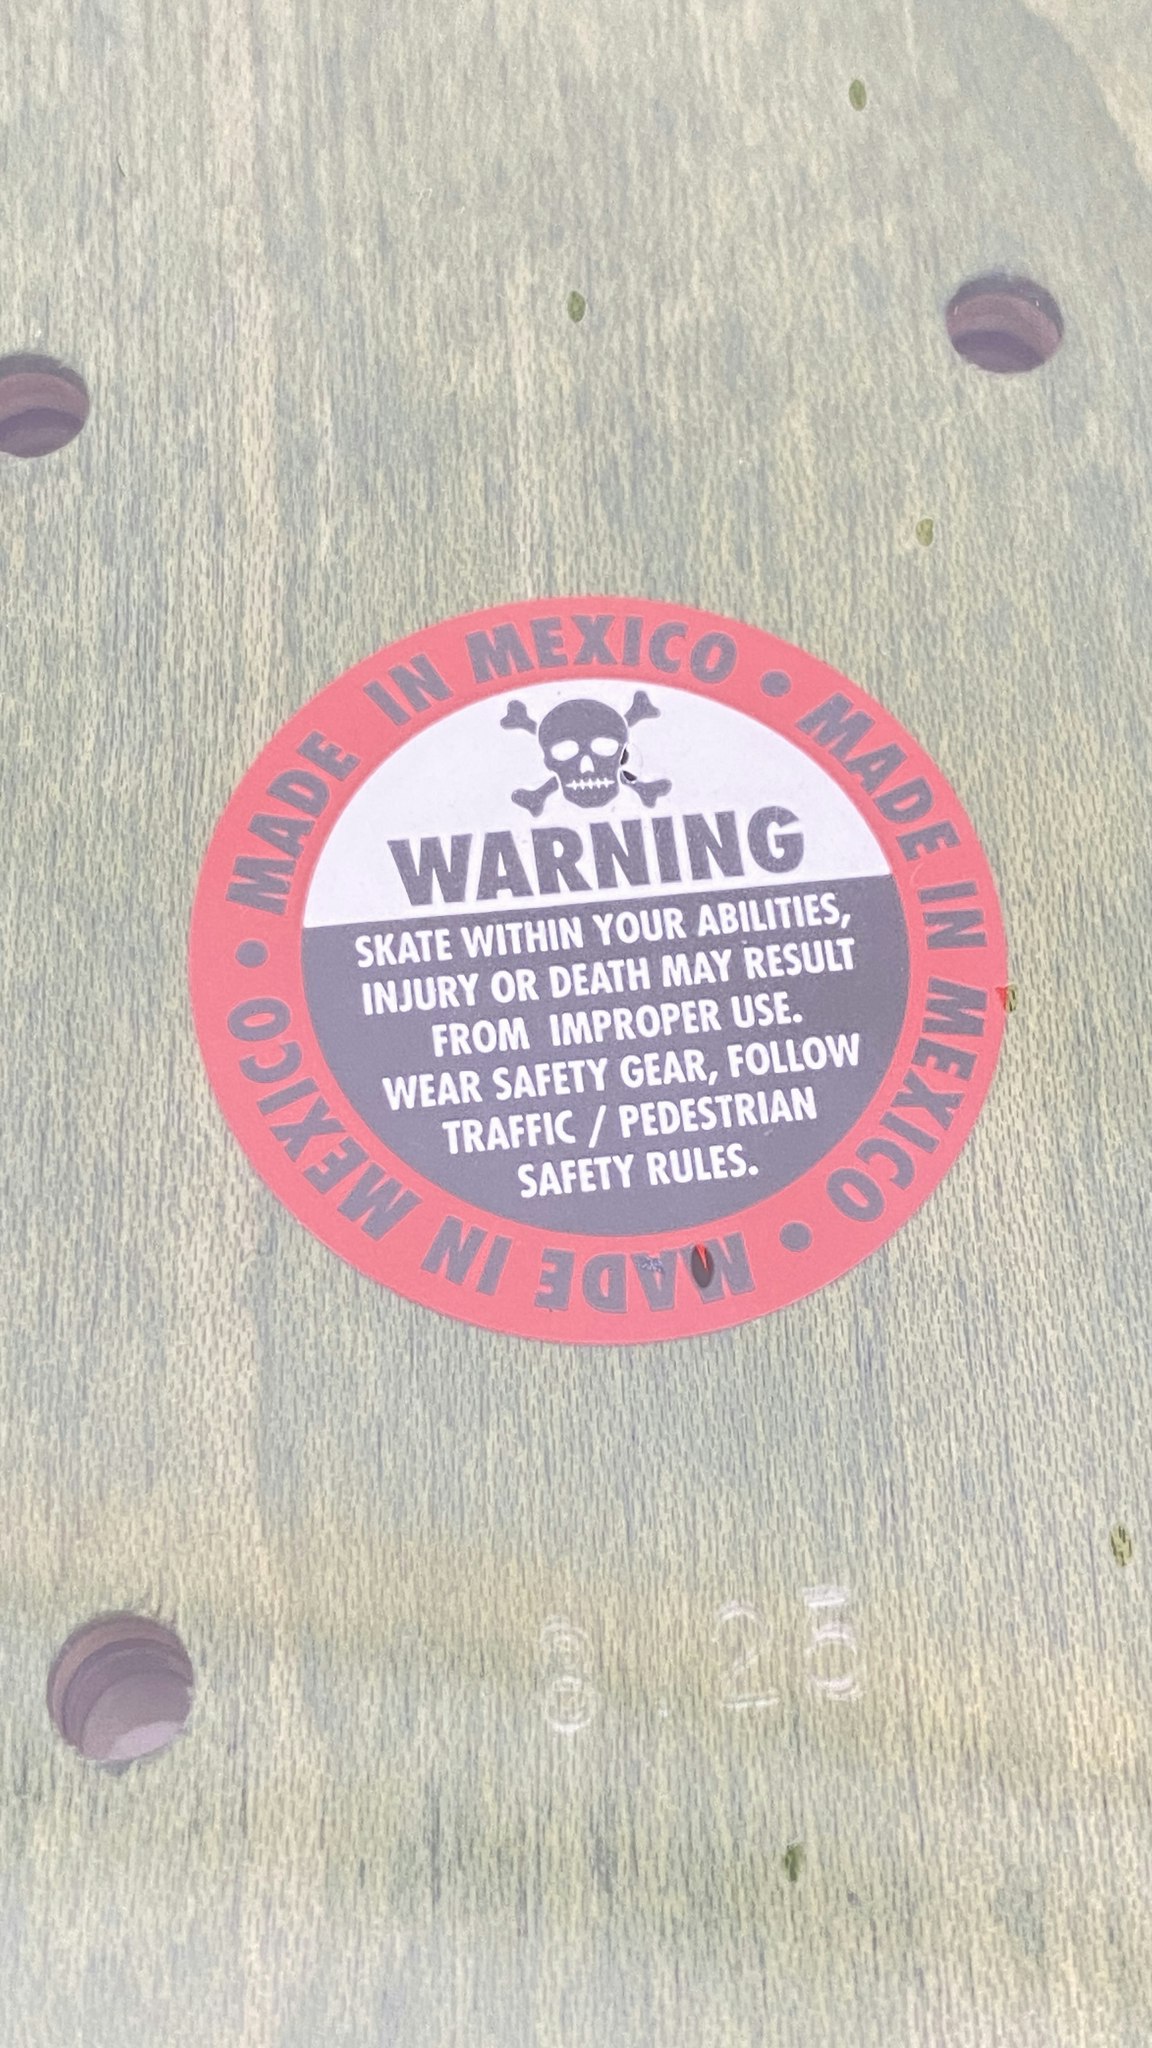 MADE IN MEXICO • MADE IN MEXICO • MADE IN MEXICO •
WARNING
SKATE WITHIN YOUR ABILITIES,
INJURY OR DEATH MAY RESULT
FROM IMPROPER USE.
WEAR SAFETY GEAR, FOLLOW
TRAFFIC / PEDESTRIAN
SAFETY RULES.
8.25